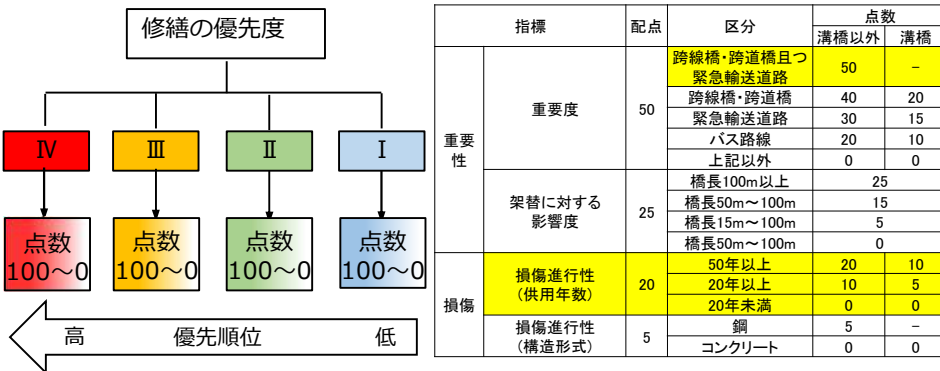 修繕の優先度
Ⅳ
Ⅲ
Ⅱ
Ⅰ
点数
100～0
点数
100～0
点数
100～0
点数
100～0
高 優先順位 低
指標 配点 区分 点数
溝橋以外 溝橋
重要性
重要度 50
跨線橋・跨道橋且つ
緊急輸送道路 50 －
跨線橋・跨道橋 40 20
緊急輸送道路 30 15
バス路線 20 10
上記以外 0 0
架替に対する
影響度 25
橋長100m以上 25
橋長50m～100m 15
橋長15m～100m 5
橋長50m～100m 0
損傷
損傷進行性
(供用年数) 20
50年以上 20 10
20年以上 10 5
20年未満 0 0
損傷進行性
(構造形式) 5
鋼 5 －
コンクリート 0 0